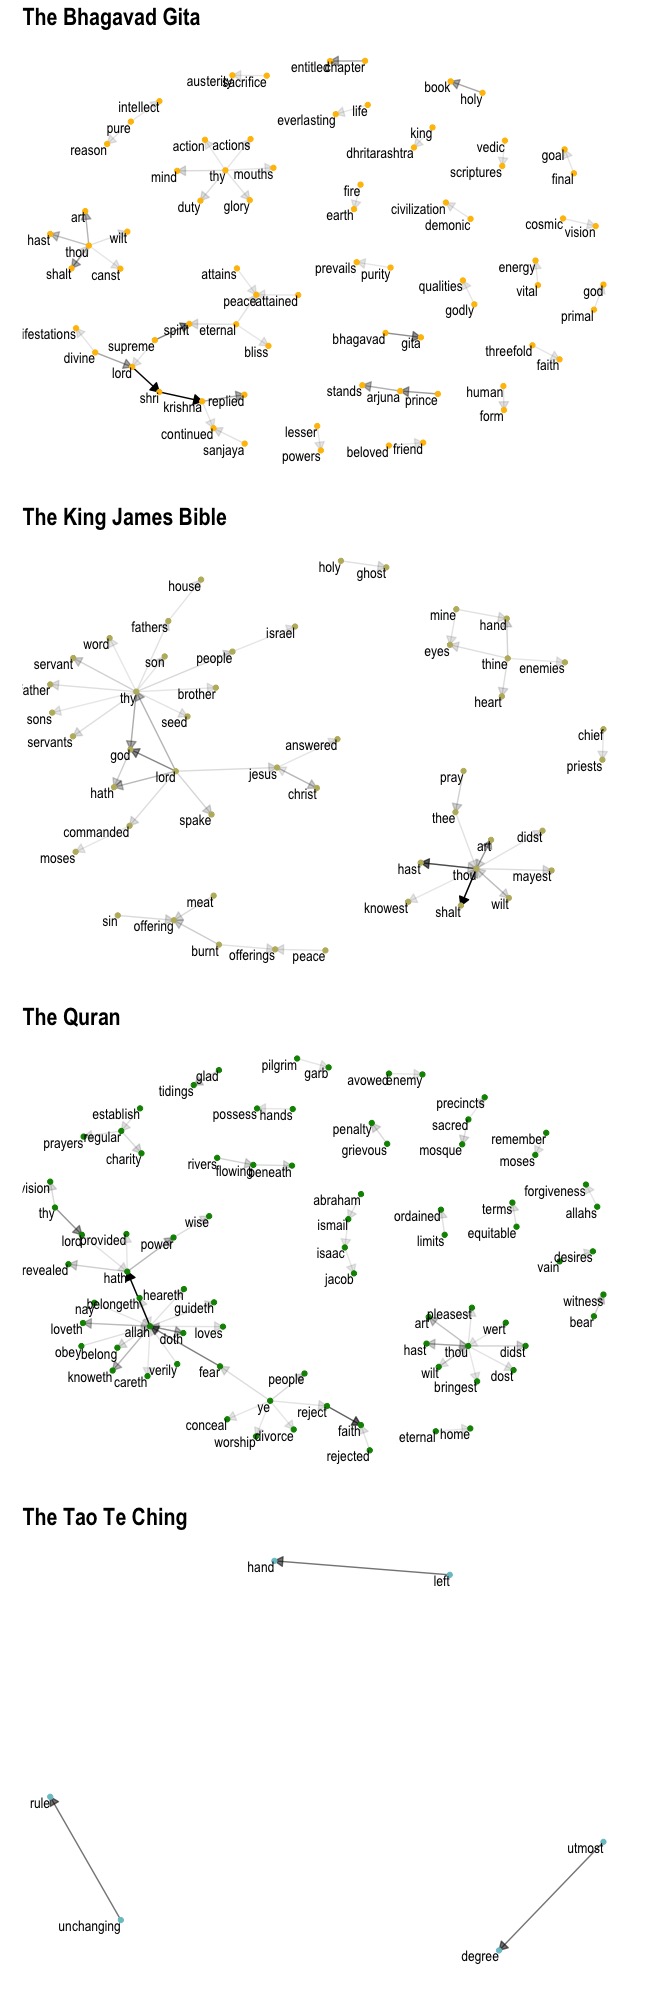 The Bhagavad Gita
entitled chapter
austerity sacrifice
book
holy
intellect
life
everlasting
pure
king
reason
action actions
dhritarashtra
vedic
goal
scriptures
final
mind thy mouths
fire
duty glory
earth
civilization
demonic
art
cosmic
vision
hast wilt
thou
shalt canst
attains
prevails purity
energy
qualities
vital
god
godly
primal
peace attained
ifestations
spirit eternal
supreme
divine
bliss
bhagavad
gita
threefold
faith
lord
shri
krishna replied
stands
arjuna prince
human
form
continued
sanjaya
lesser
powers
beloved friend
The King James Bible
holy
ghost
house
fathers
word
mine
hand
israel
son people
servant
eyes
thine
enemies
ather
thy
brother
sons
seed
heart
servants
god
answered
chief
lord
jesus
priests
hath
christ
pray
spake
thee
commanded
moses
art
didst
hast
thou
mayest
knowest
shalt
wilt
meat
sin
offering
burnt
offerings peace
The Quran
pilgrim
garb
glad
tidings
avowed enemy
precincts
establish
possess hands
sacred
penalty
prayers regular
mosque
remember
grievous
moses
charity
rivers
flowing beneath
vision
abraham
forgiveness
thy
ismail
ordained
terms
allahs
wise
limits
equitable
lord provided
power
isaac
desires
revealed
hath
jacob
vain
heareth
witness
nay belongeth
guideth
pleasest
bear
art
wert
loveth
allah
doth loves
hast
thou
didst
obey belong
verily
fear
wilt
dost
knoweth
careth
people
bringest
ye
reject
conceal
faith
worship divorce
eternal home
rejected
The Tao Te Ching
hand
left
rule
utmost
unchanging
degree